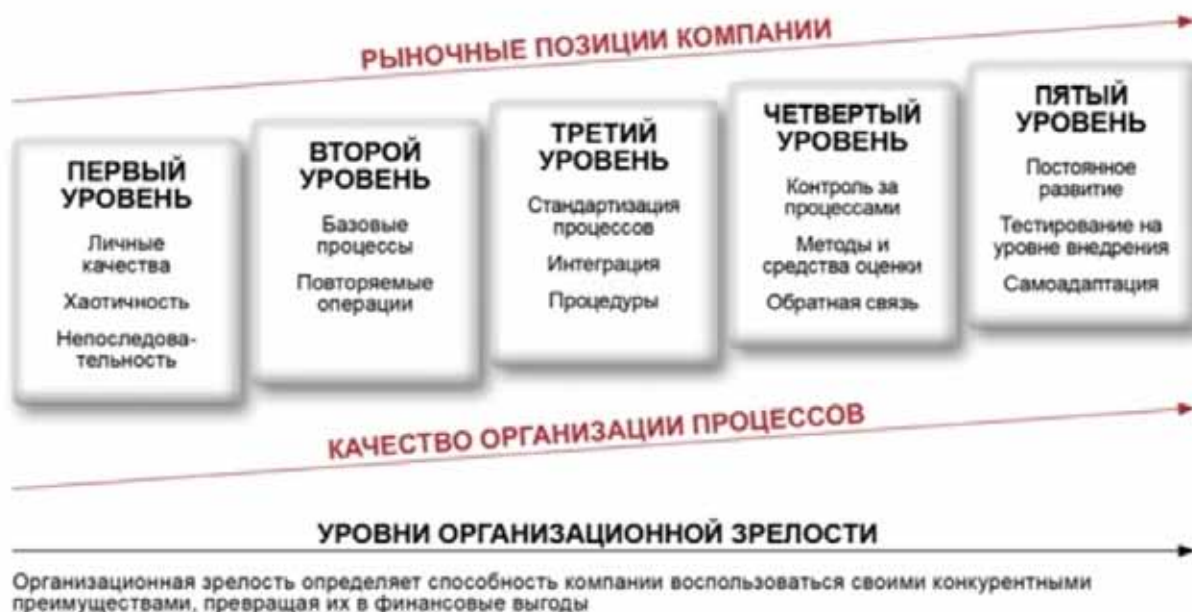 РЫНОЧНЫЕ ПОЗИЦИИ КОМПАНИИ
ПЕРВЫЙ
УРОВЕНЬ
Личные
качества
Хаотичность
Непоследова-
тельность
ВТОРОЙ
УРОВЕНЬ
Базовые
процессы
Повторяемые
операции
ТРЕТИЙ
УРОВЕНЬ
Стандартизация
процессов
Интеграция
Процедуры
ЧЕТВЕРТЫЙ
УРОВЕНЬ
Контроль за
процессами
Методы и
средства оценки
Обратная связь
ПЯТЫЙ
УРОВЕНЬ
Постоянное
развитие
Тестирование на
уровне внедрения
Самоадаптация
КАЧЕСТВО ОРГАНИЗАЦИИ ПРОЦЕССОВ
УРОВНИ ОРГАНИЗАЦИОННОЙ ЗРЕЛОСТИ
Организационная зрелость определяет способность компании воспользоваться своими конкурентными
преимуществами, превращая их в финансовые выгоды